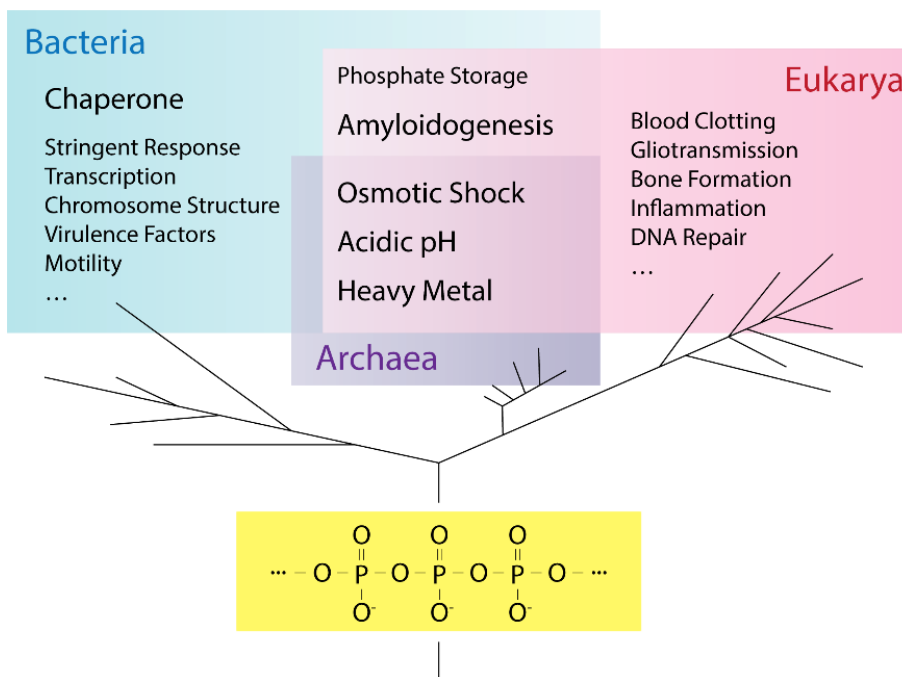 Bacteria
Chaperone
Stringent Response
Transcription
Chromosome Structure
Virulence Factors
Motility
...
Phosphate Storage
Amyloidogenesis
Osmotic Shock
Acidic pH
Heavy Metal
Archaea
Eukarya
Blood Clotting
Gliotransmission
Bone Formation
Inflammation
DNA Repair
...
O O O
... – O – P – O – P – O – P – O – ...
O- O- O-